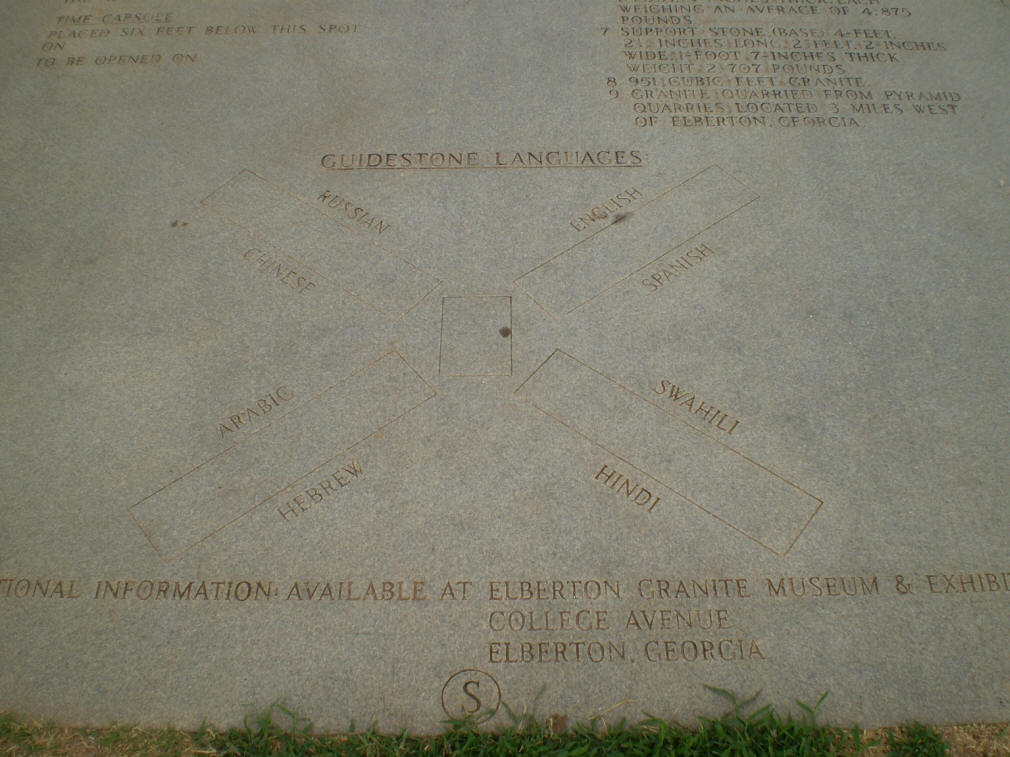 TIME CAPSULE
PLACED SIX FEET BELOW THIS SPOT
ON
TO BE OPENED ON
WEIGHING AN AVERAGE OF 4,875
POUNDS
7 SUPPORT STONE (BASE) 4-FEET,
2 1/2 INCHES LONG, 2-FEET, 2-INCHES
WIDE, 1-FOOT, 7-INCHES THICK
WEIGHT 2,707 POUNDS
8 951 CUBIC FEET GRANITE
9 GRANITE QUARRIED FROM PYRAMID
QUARRIES LOCATED 3 MILES WEST
OF ELBERTON, GEORGIA
GUIDESTONE LANGUAGES
RUSSIAN
ENGLISH
CHINESE
SPANISH
ARABIC
SWAHILI
HEBREW
HINDI
TIONAL INFORMATION AVAILABLE AT ELBERTON GRANITE MUSEUM & EXHIBI
COLLEGE AVENUE
ELBERTON, GEORGIA
S